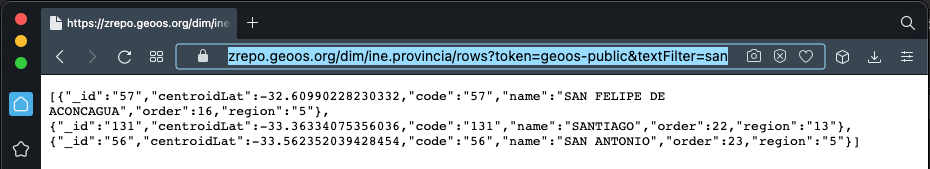 https://zrepo.geoos.org/dim/ine
zrepo.geoos.org/dim/ine.provincia/rows?token=geoos-public&textFilter=san
[{"_id":"57","centroidLat":-32.60990228230332,"code":"57","name":"SAN FELIPE DE
ACONCAGUA","order":16,"region":"5"},
{"_id":"131","centroidLat":-33.36334075356036,"code":"131","name":"SANTIAGO","order":22,"region":"13"},
{"_id":"56","centroidLat":-33.562352039428454,"code":"56","name":"SAN ANTONIO","order":23,"region":"5"}]